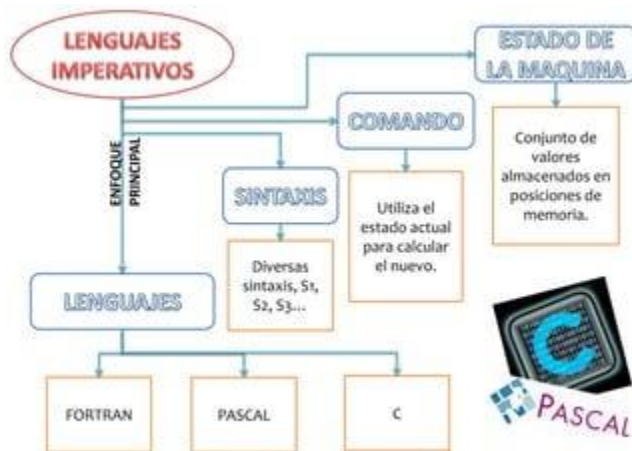 LENGUAJES
IMPERATIVOS
ESTADO DE
LA MAQUINA
COMANDO
Conjunto de
valores
almacenados en
posiciones de
memoria.
ENFOQUE
PRINCIPAL
SINTAXIS
Utiliza el
estado actual
para calcular
el nuevo.
Diversas
sintaxis, S1,
S2, S3...
LENGUAJES
FORTRAN
PASCAL
C
C
PASCAL